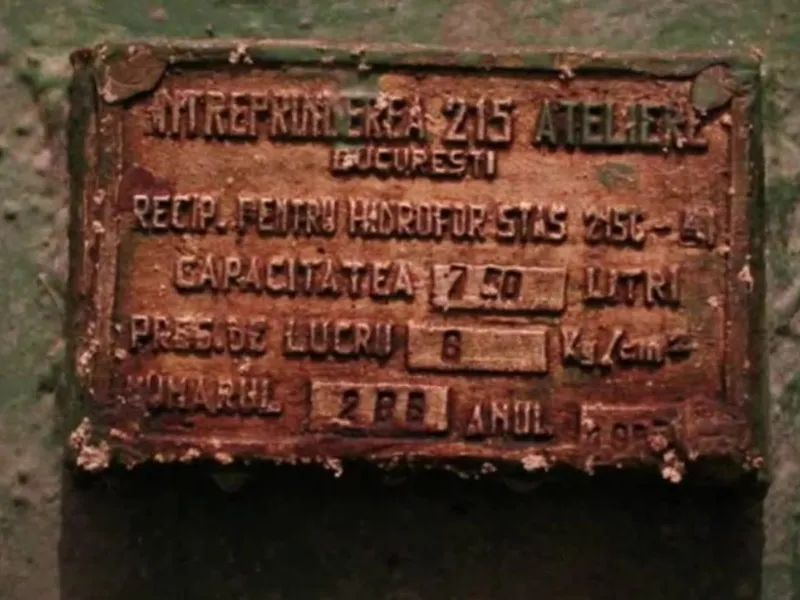 INTREPRINDEREA 215 ATELIERE
BUCURESTI
RECIP. PENTRU HIDROFOR STAS
CAPACITATEA 750 LITRI
PRES. DE LUCRU 6 Kg/cm²
NUMARUL ANUL